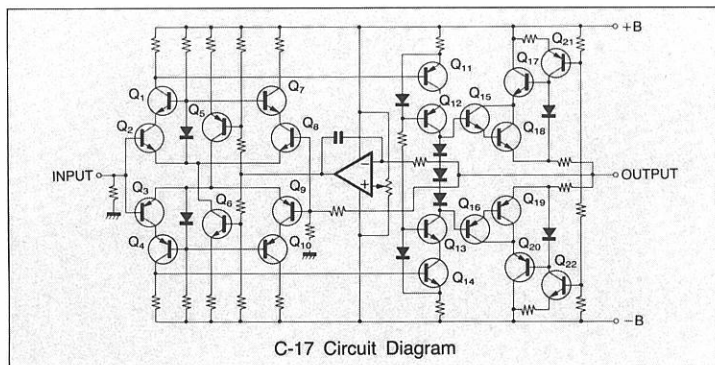 +B
Q21
Q17
Q11
Q1
Q7
Q5
Q12
Q15
Q2
Q8
Q18
INPUT
−
+
OUTPUT
Q3
Q9
Q6
Q16
Q19
Q4
Q10
Q13
Q20
Q14
Q22
−B
C-17 Circuit Diagram